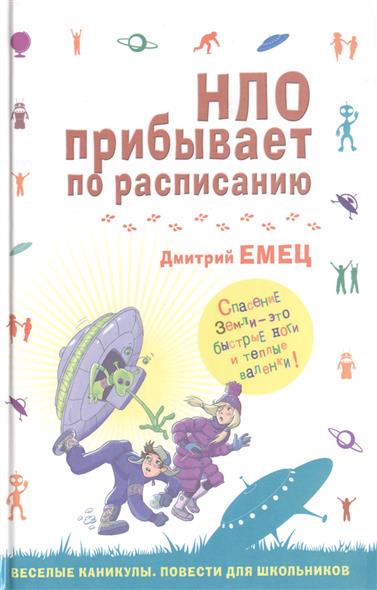 НЛО
прибывает
по расписанию
Дмитрий ЕМЕЦ
Спасение
Земли–это
быстрые ноги
и теплые
валенки!
ВЕСЕЛЫЕ КАНИКУЛЫ. ПОВЕСТИ ДЛЯ ШКОЛЬНИКОВ